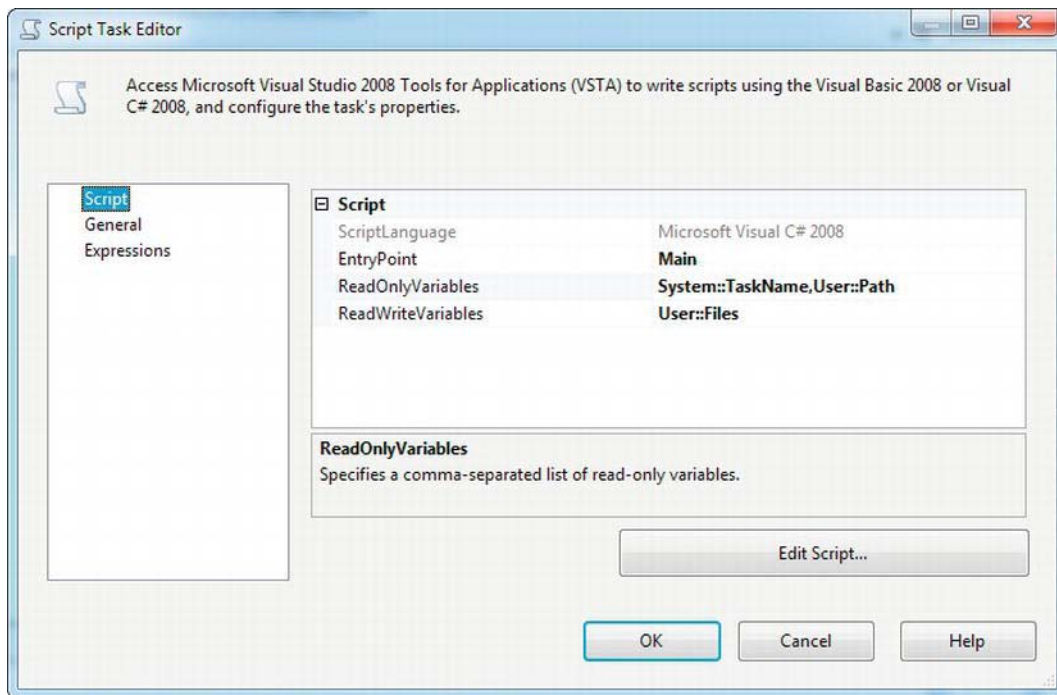 Script Task Editor
Access Microsoft Visual Studio 2008 Tools for Applications (VSTA) to write scripts using the Visual Basic 2008 or Visual
C# 2008, and configure the task's properties.
Script
General
Expressions
Script
ScriptLanguage Microsoft Visual C# 2008
EntryPoint Main
ReadOnlyVariables System::TaskName,User::Path
ReadWriteVariables User::Files
ReadOnlyVariables
Specifies a comma-separated list of read-only variables.
Edit Script...
OK Cancel Help